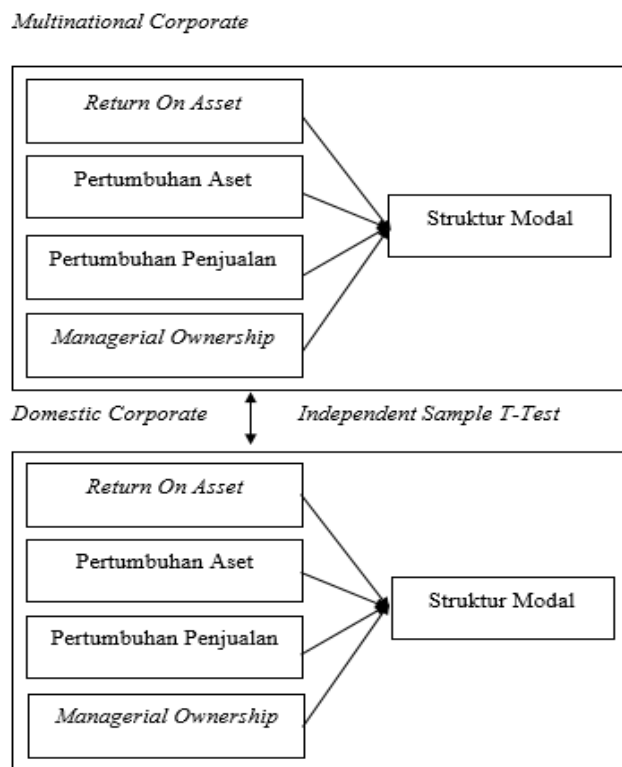 Multinational Corporate
Return On Asset
Pertumbuhan Aset
Struktur Modal
Pertumbuhan Penjualan
Managerial Ownership
Domestic Corporate
Independent Sample T-Test
Return On Asset
Pertumbuhan Aset
Struktur Modal
Pertumbuhan Penjualan
Managerial Ownership